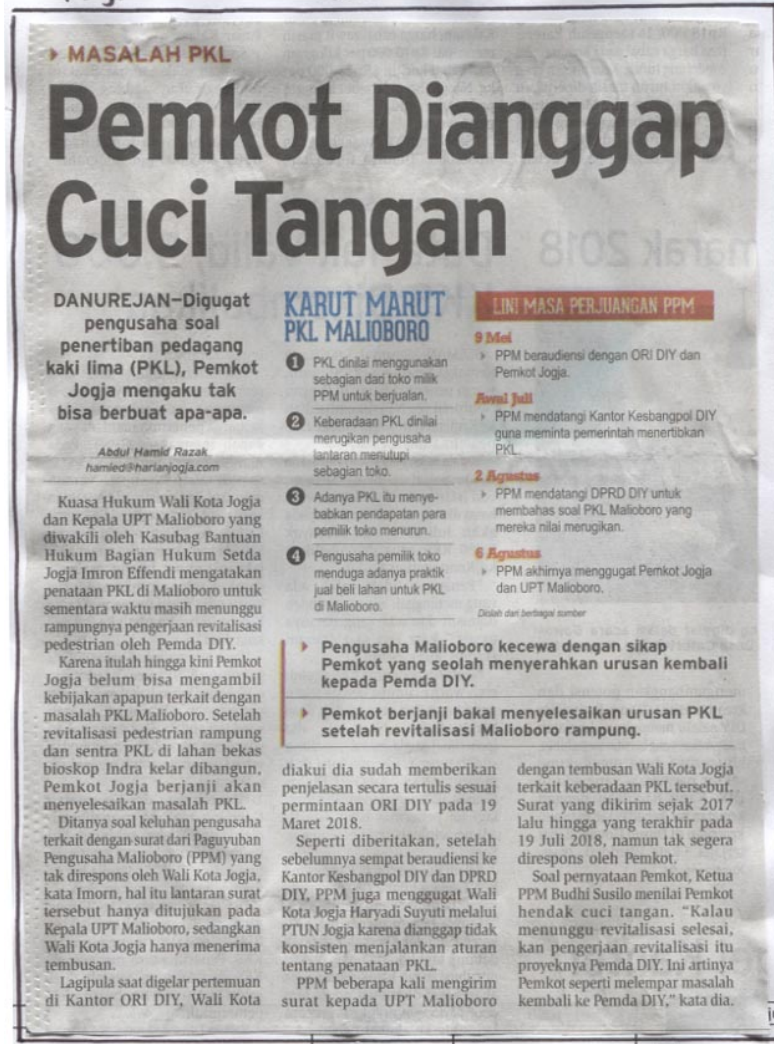 MASALAH PKL
Pemkot Dianggap
Cuci Tangan
DANUREJAN—Digugat
pengusaha soal
penertiban pedagang
kaki lima (PKL), Pemkot
Jogja mengaku tak
bisa berbuat apa-apa.
Abdul Hamid Razak
hamied@harianjogja.com
Kuasa Hukum Wali Kota Jogja
dan Kepala UPT Malioboro yang
diwakili oleh Kasubag Bantuan
Hukum Bagian Hukum Setda
Jogja Imron Effendi mengatakan
penataan PKL di Malioboro untuk
sementara waktu masih menunggu
rampungnya pengerjaan revitalisasi
pedestrian oleh Pemda DIY.
Karena itulah hingga kini Pemkot
Jogja belum bisa mengambil
kebijakan apapun terkait dengan
masalah PKL Malioboro. Setelah
revitalisasi pedestrian rampung
dan sentra PKL di lahan bekas
bioskop Indra kelar dibangun,
Pemkot Jogja berjanji akan
menyelesaikan masalah PKL.
Ditanya soal keluhan pengusaha
terkait dengan surat dari Paguyuban
Pengusaha Malioboro (PPM) yang
tak direspons oleh Wali Kota Jogja,
kata Imorn, hal itu lantaran surat
tersebut hanya ditujukan pada
Kepala UPT Malioboro, sedangkan
Wali Kota Jogja hanya menerima
tembusan.
Lagipula saat digelar pertemuan
di Kantor ORI DIY, Wali Kota
KARUT MARUT
PKL MALIOBORO
1 PKL dinilai menggunakan
sebagian dari toko milik
PPM untuk berjualan.
2 Keberadaan PKL dinilai
merugikan pengusaha
lantaran menutupi
sebagian toko.
3 Adanya PKL itu menye-
babkan pendapatan para
pemilik toko menurun.
4 Pengusaha pemilik toko
menduga adanya praktik
jual beli lahan untuk PKL
di Malioboro.
LINI MASA PERJUANGAN PPM
9 Mei
PPM beraudiensi dengan ORI DIY dan
Pemkot Jogja.
Awal Juli
PPM mendatangi Kantor Kesbangpol DIY
guna meminta pemerintah menertibkan
PKL.
2 Agustus
PPM mendatangi DPRD DIY untuk
membahas soal PKL Malioboro yang
mereka nilai merugikan.
6 Agustus
PPM akhirnya menggugat Pemkot Jogja
dan UPT Malioboro.
Diolah dari berbagai sumber
Pengusaha Malioboro kecewa dengan sikap
Pemkot yang seolah menyerahkan urusan kembali
kepada Pemda DIY.
Pemkot berjanji bakal menyelesaikan urusan PKL
setelah revitalisasi Malioboro rampung.
diakui dia sudah memberikan
penjelasan secara tertulis sesuai
permintaan ORI DIY pada 19
Maret 2018.
Seperti diberitakan, setelah
sebelumnya sempat beraudiensi ke
Kantor Kesbangpol DIY dan DPRD
DIY, PPM juga menggugat Wali
Kota Jogja Haryadi Suyuti melalui
PTUN Jogja karena dianggap tidak
konsisten menjalankan aturan
tentang penataan PKL.
PPM beberapa kali mengirim
surat kepada UPT Malioboro
dengan tembusan Wali Kota Jogja
terkait keberadaan PKL tersebut.
Surat yang dikirim sejak 2017
lalu hingga yang terakhir pada
19 Juli 2018, namun tak segera
direspons oleh Pemkot.
Soal pernyataan Pemkot, Ketua
PPM Budhi Susilo menilai Pemkot
hendak cuci tangan. “Kalau
menunggu revitalisasi selesai,
kan pengerjaan revitalisasi itu
proyeknya Pemda DIY. Ini artinya
Pemkot seperti melempar masalah
kembali ke Pemda DIY,” kata dia.